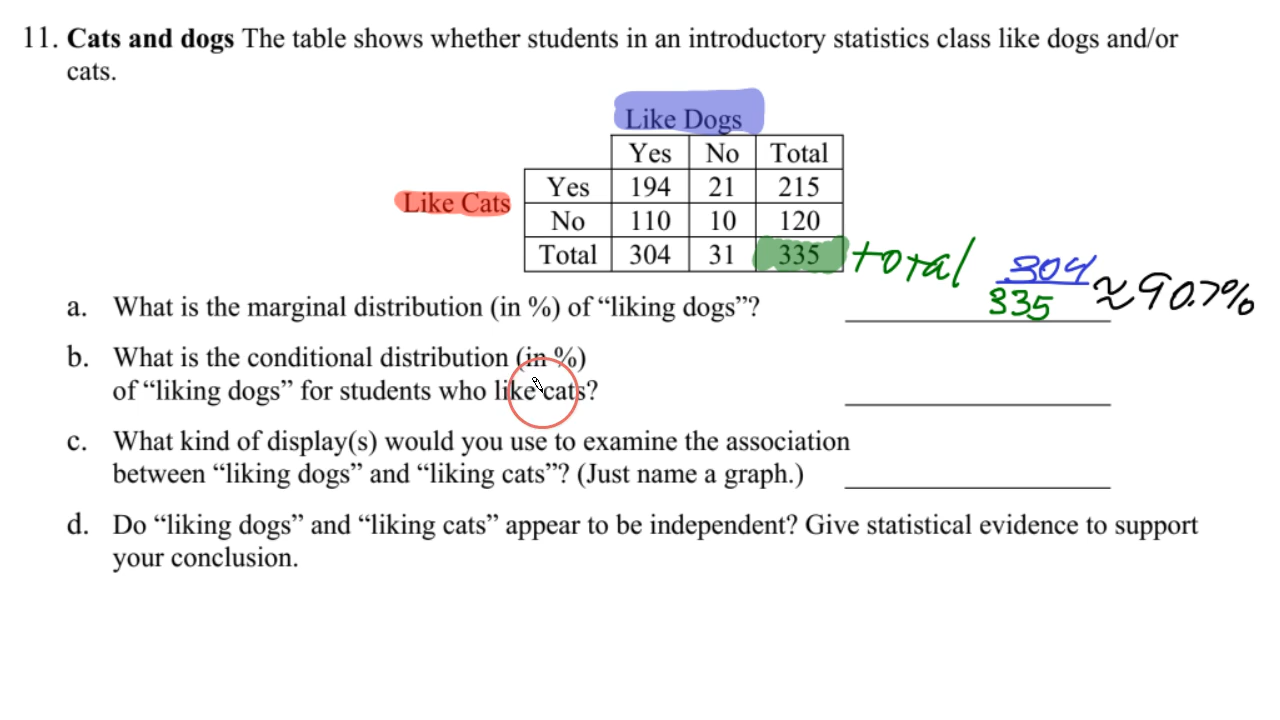 11. Cats and dogs The table shows whether students in an introductory statistics class like dogs and/or
cats.
Like Dogs
Yes No Total
Like Cats Yes 194 21 215
No 110 10 120
Total 304 31 335 total
304
335 ≈ 90.7%
a. What is the marginal distribution (in %) of “liking dogs”?
b. What is the conditional distribution (in %)
of “liking dogs” for students who like cats?
c. What kind of display(s) would you use to examine the association
between “liking dogs” and “liking cats”? (Just name a graph.)
d. Do “liking dogs” and “liking cats” appear to be independent? Give statistical evidence to support
your conclusion.